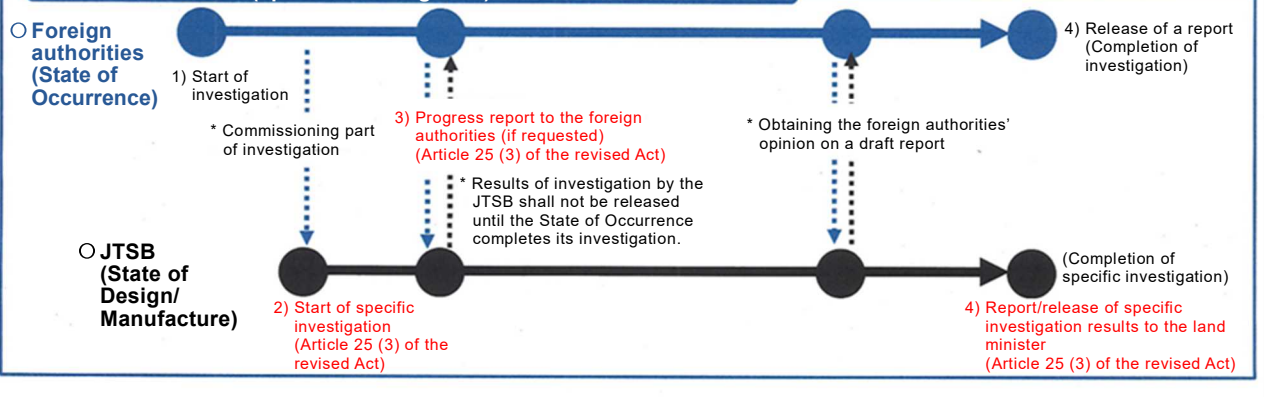 ○ Foreign
authorities
(State of
Occurrence)
1) Start of
investigation
* Commissioning part
of investigation
3) Progress report to the foreign
authorities (if requested)
(Article 25 (3) of the revised Act)
* Results of investigation by the
JTSB shall not be released
until the State of Occurrence
completes its investigation.
* Obtaining the foreign authorities'
opinion on a draft report
4) Release of a report
(Completion of
investigation)
○ JTSB
(State of
Design/
Manufacture)
2) Start of specific
investigation
(Article 25 (3) of the
revised Act)
(Completion of
specific investigation)
4) Report/release of specific
investigation results to the land
minister
(Article 25 (3) of the revised Act)